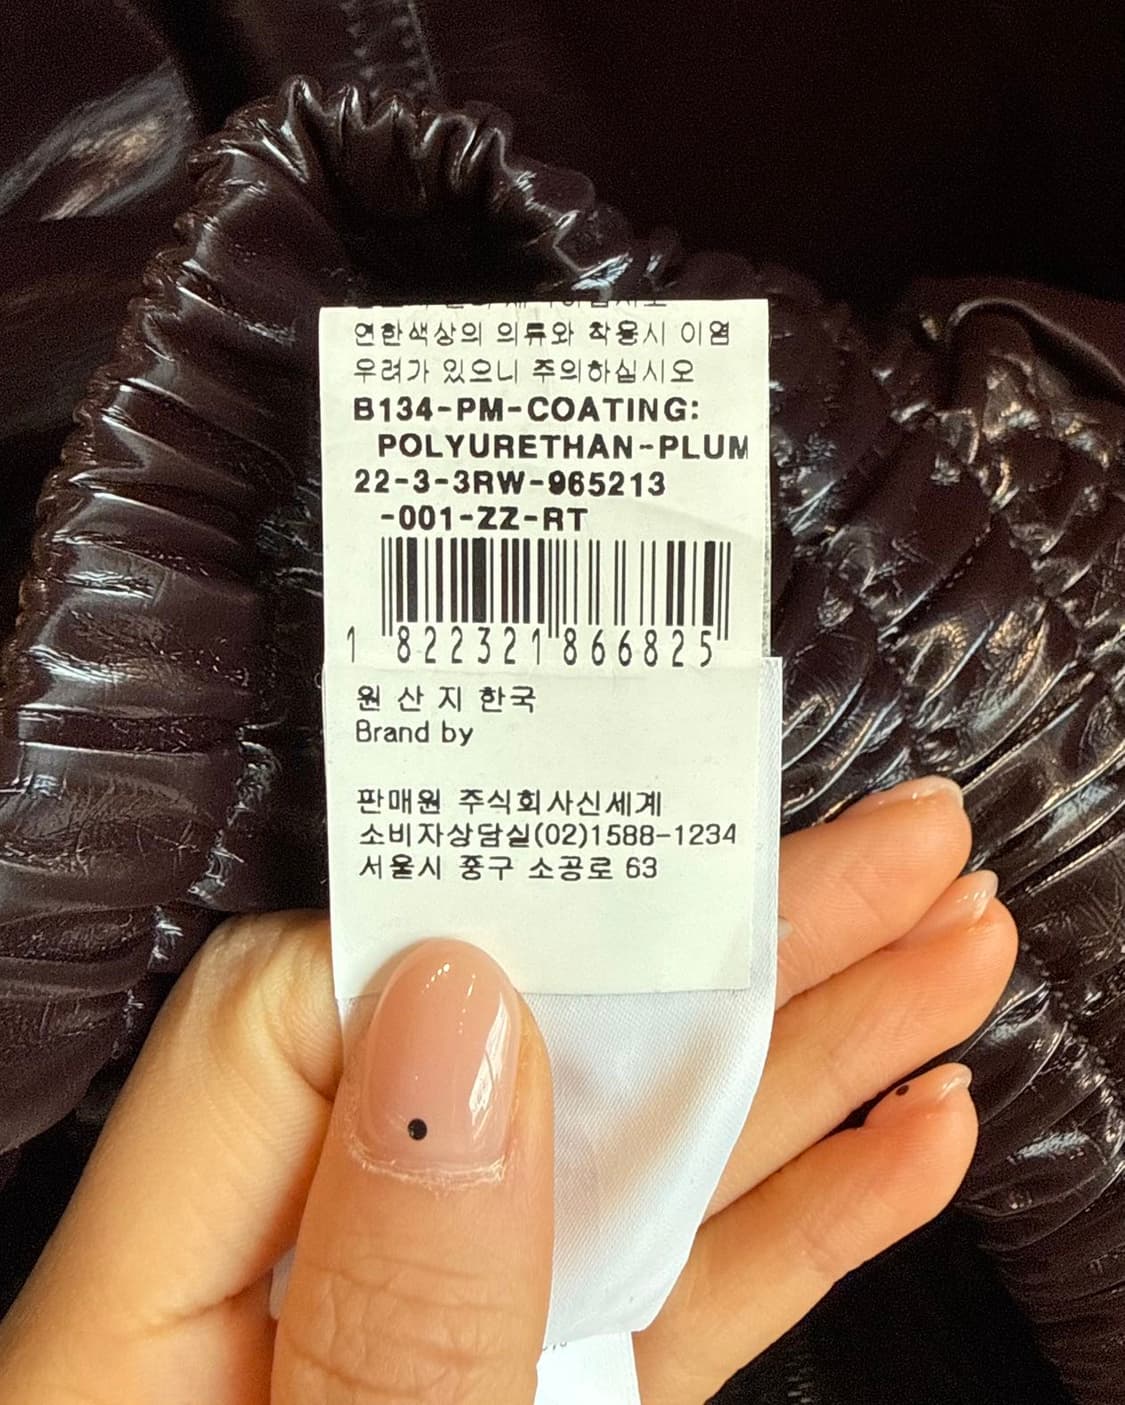 연한색상의 의류와 착용시 이염
우려가 있으니 주의하십시오
B134-PM-COATING:
POLYURETHAN-PLUM
22-3-3RW-965213
-001-ZZ-RT
1 822321 866825
원 산 지 한국
Brand by
판매원 주식회사신세계
소비자상담실(02)1588-1234
서울시 중구 소공로 63